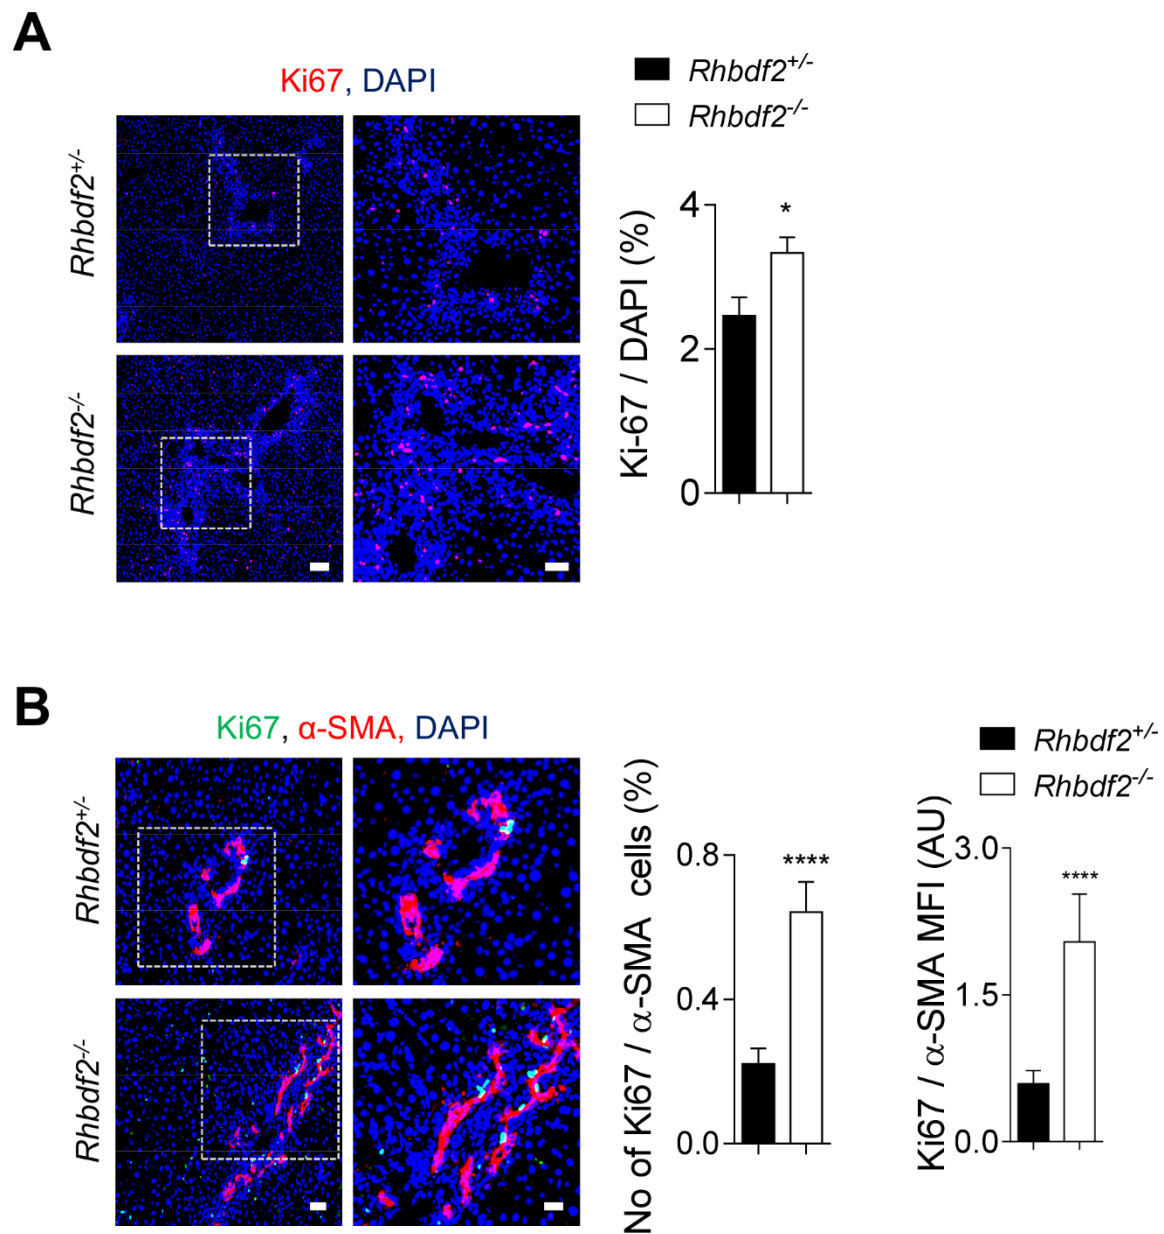 A
Ki67, DAPI
Rhbdf2+/-
Rhbdf2-/-
Rhbdf2+/-
Rhbdf2-/-
Ki-67 / DAPI (%)
4
2
0
*
B
Ki67, α-SMA, DAPI
Rhbdf2+/-
Rhbdf2-/-
No of Ki67 / α-SMA cells (%)
0.8
0.4
0.0
****
Rhbdf2+/-
Rhbdf2-/-
Ki67 / α-SMA MFI (AU)
3.0
1.5
0.0
****